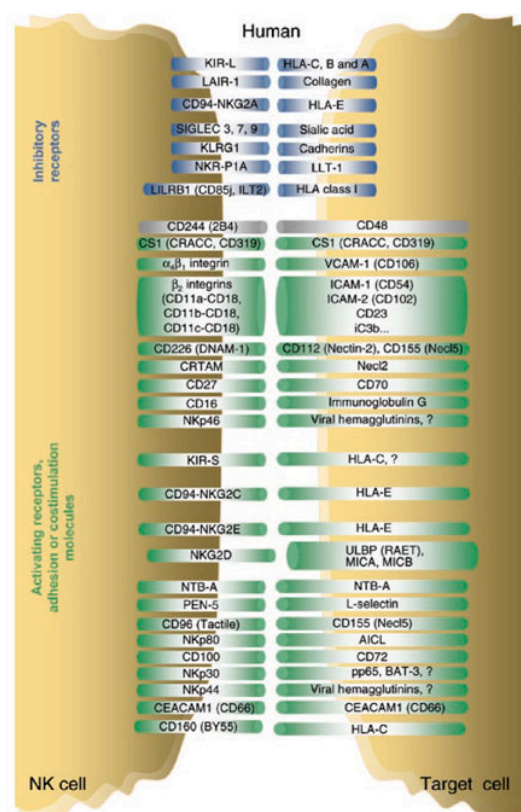 Human
Inhibitory
receptors
KIR-L HLA-C, B and A
LAIR-1 Collagen
CD94-NKG2A HLA-E
SIGLEC 3, 7, 9 Sialic acid
KLRG1 Cadherins
NKR-P1A LLT-1
LILRB1 (CD85j, ILT2) HLA class I
Activating receptors,
adhesion or costimulation
molecules
CD244 (2B4) CD48
CS1 (CRACC, CD319) CS1 (CRACC, CD319)
α4β1 integrin VCAM-1 (CD106)
β2 integrins
(CD11a-CD18,
CD11b-CD18,
CD11c-CD18)
ICAM-1 (CD54)
ICAM-2 (CD102)
CD23
iC3b...
CD226 (DNAM-1) CD112 (Nectin-2), CD155 (Necl5)
CRTAM Necl2
CD27 CD70
CD16 Immunoglobulin G
NKp46 Viral hemagglutinins, ?
KIR-S HLA-C, ?
CD94-NKG2C HLA-E
CD94-NKG2E HLA-E
NKG2D
ULBP (RAET),
MICA, MICB
NTB-A NTB-A
PEN-5 L-selectin
CD96 (Tactile) CD155 (Necl5)
NKp80 AICL
CD100 CD72
NKp30 pp65, BAT-3, ?
NKp44 Viral hemagglutinins, ?
CEACAM1 (CD66) CEACAM1 (CD66)
CD160 (BY55) HLA-C
NK cell Target cell